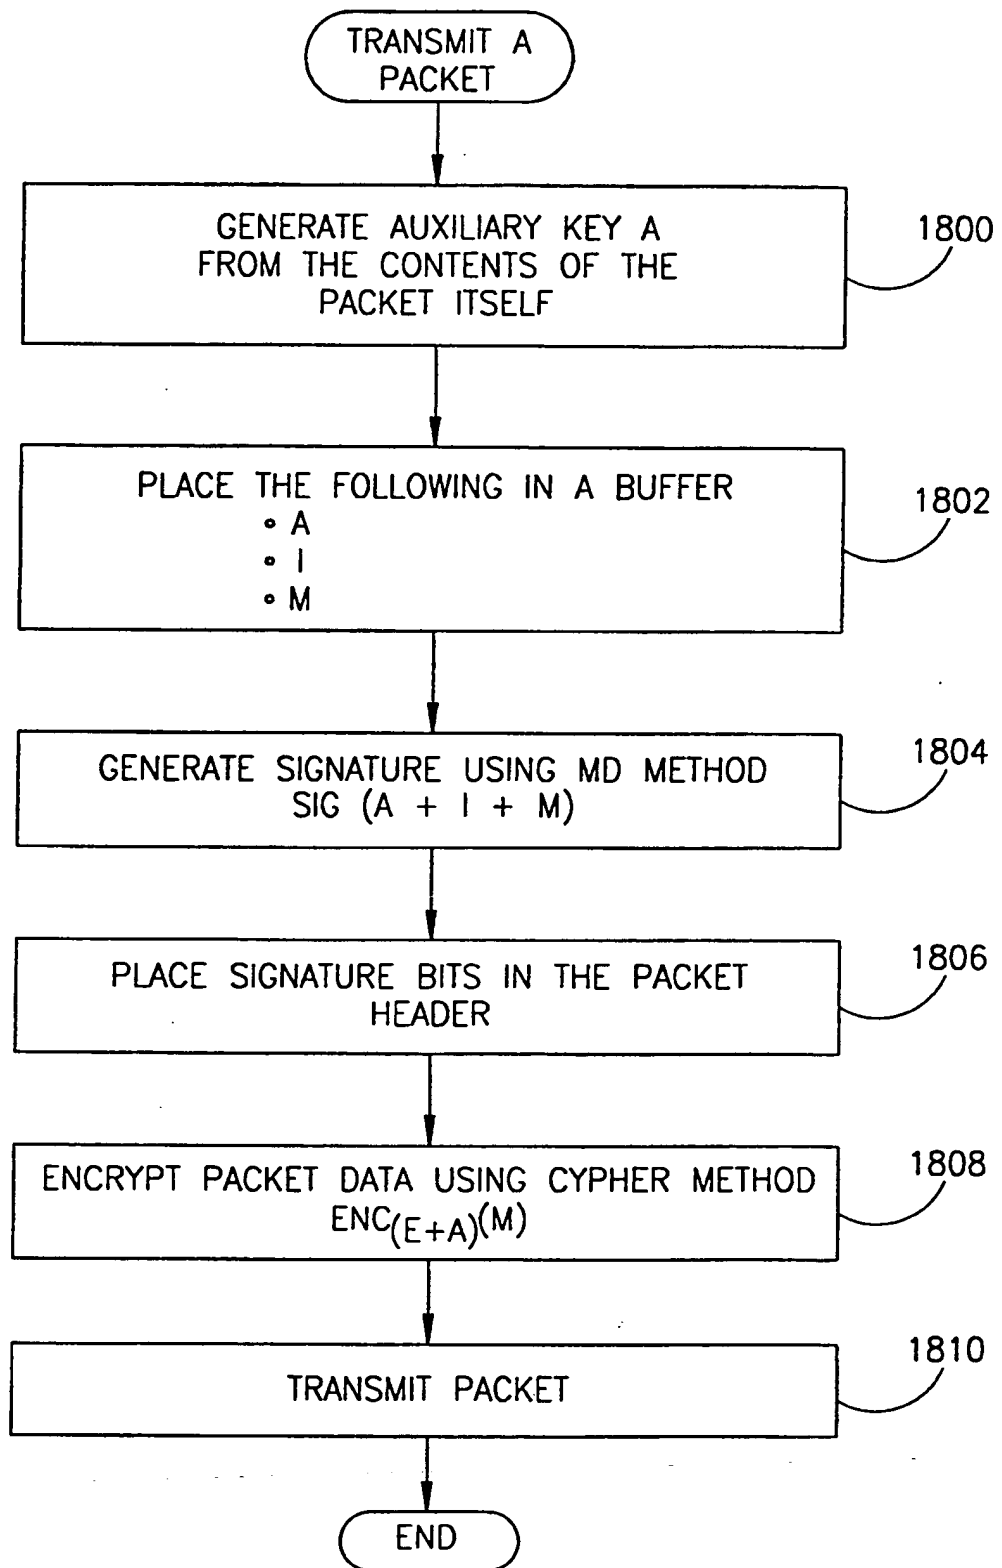 TRANSMIT A
PACKET
GENERATE AUXILIARY KEY A
FROM THE CONTENTS OF THE
PACKET ITSELF
1800
PLACE THE FOLLOWING IN A BUFFER
• A
• I
• M
1802
GENERATE SIGNATURE USING MD METHOD
SIG (A + I + M)
1804
PLACE SIGNATURE BITS IN THE PACKET
HEADER
1806
ENCRYPT PACKET DATA USING CYPHER METHOD
ENC(E+A)(M)
1808
TRANSMIT PACKET
1810
END